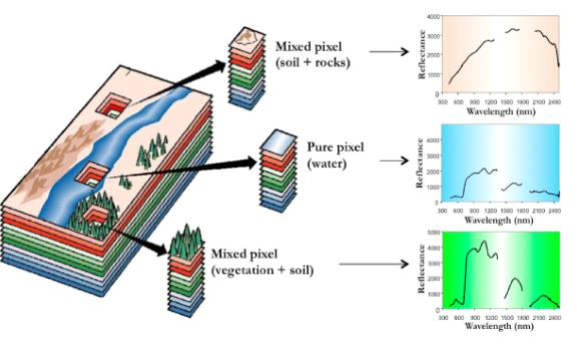 Mixed pixel
(soil + rocks)
Reflectance
4000
3000
2000
1000
0
300 600 900 1200 1500 1800 2100 2400
Wavelength (nm)
Pure pixel
(water)
Reflectance
4000
3000
2000
1000
0
300 600 900 1200 1500 1800 2100 2400
Wavelength (nm)
Mixed pixel
(vegetation + soil)
Reflectance
5000
4000
3000
2000
1000
0
300 600 900 1200 1500 1800 2100 2400
Wavelength (nm)